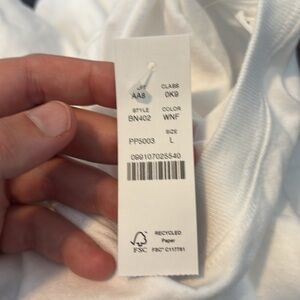 CLASS
AA8 0K9
STYLE COLOR
BN402 WNF
SIZE
PP5003 L
099107025540
RECYCLED
Paper
FSC
FSC® C117781